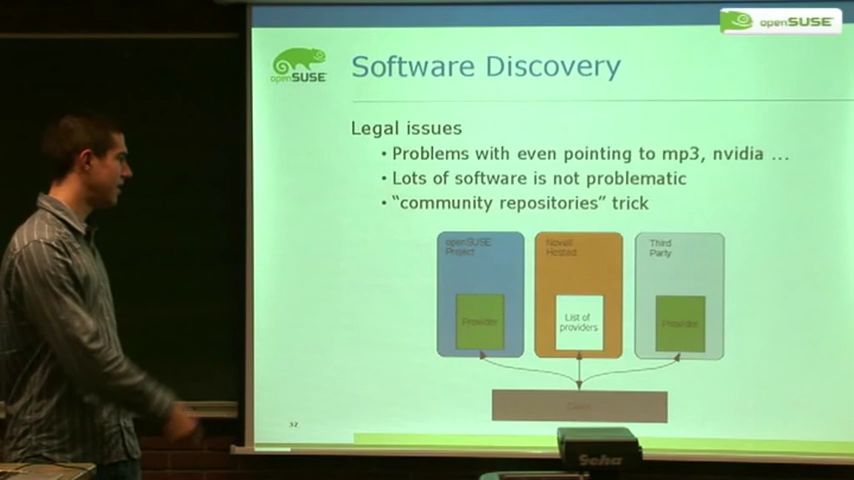 openSUSE
openSUSE
Software Discovery
Legal issues
• Problems with even pointing to mp3, nvidia ...
• Lots of software is not problematic
• “community repositories” trick
openSUSE
Project
Novell
Hosted
Third
Party
Provider
List of
providers
Provider
Client
32
Geha